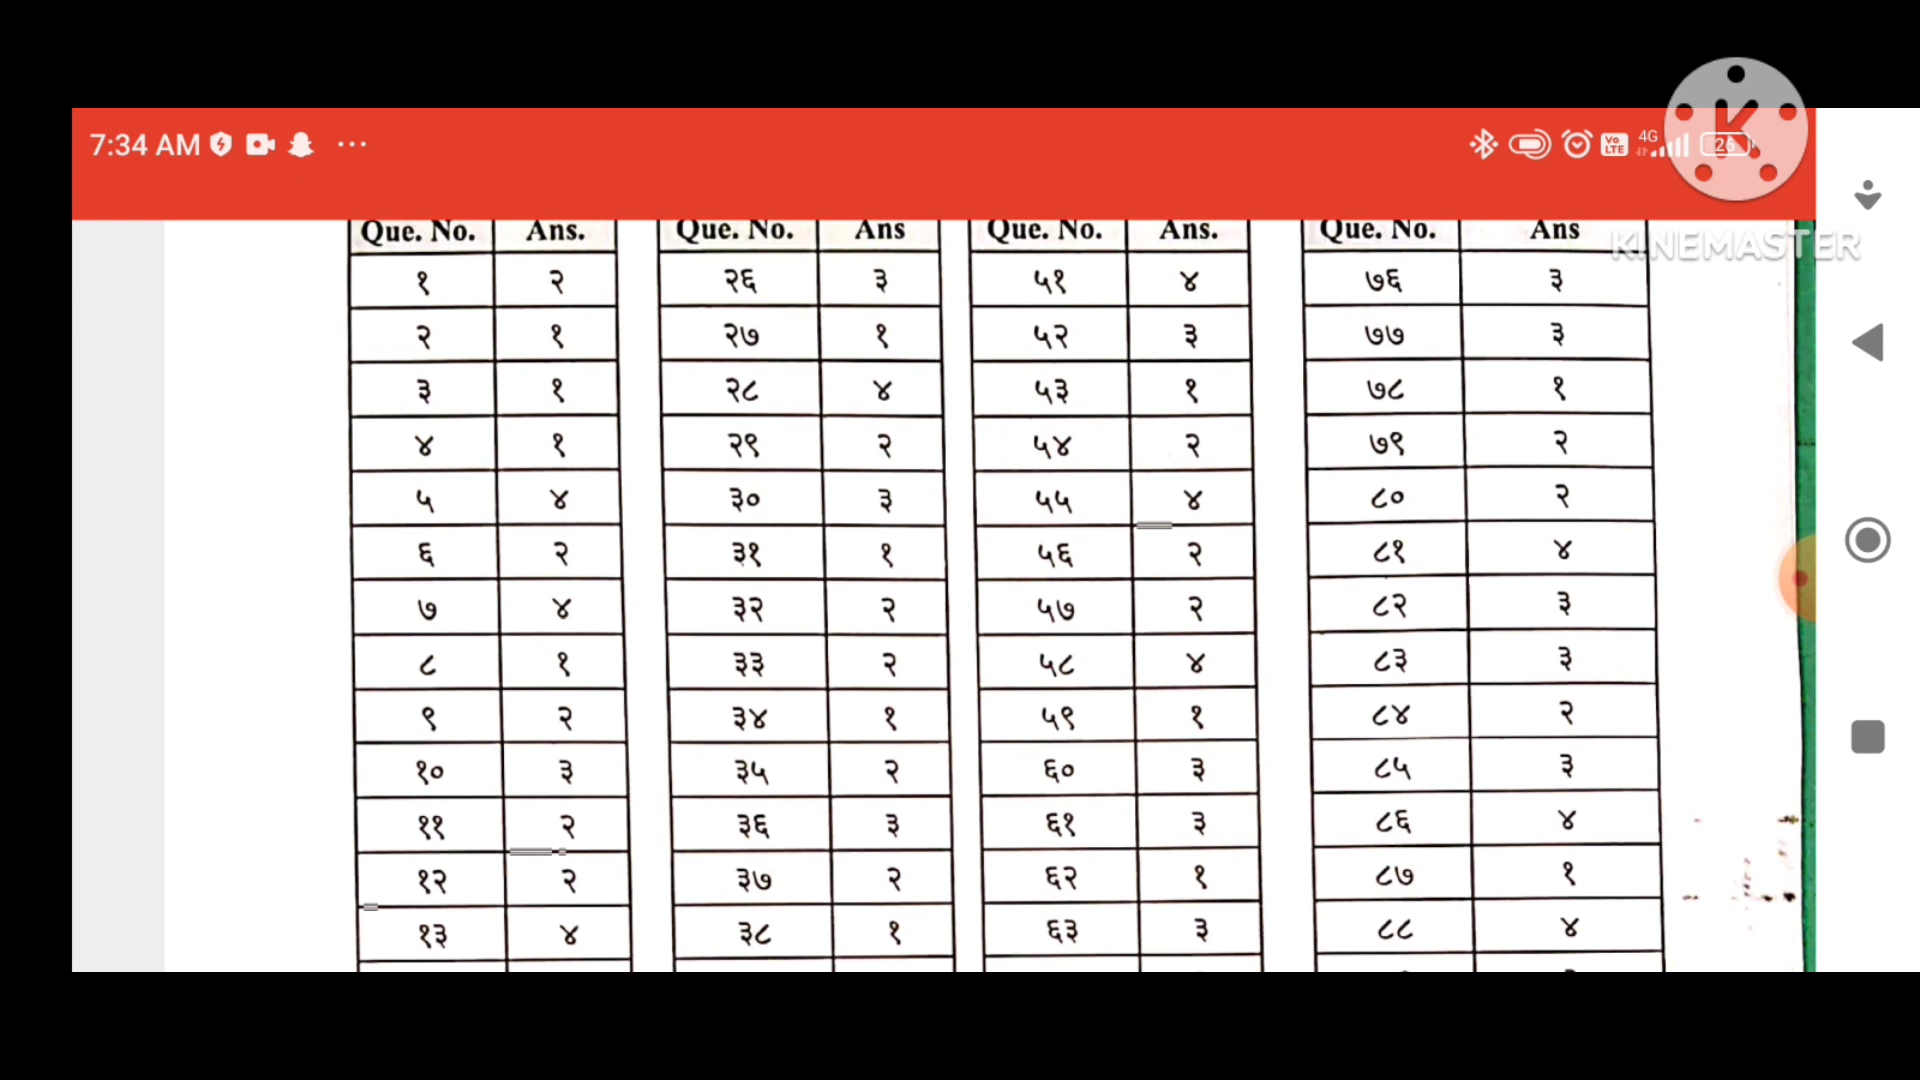 7:34 AM ... 4G Vo LTE 26
KINEMASTER
Que. No. Ans. Que. No. Ans Que. No. Ans. Que. No. Ans
१ २ २६ ३ ५१ ४ ७६ ३
२ १ २७ १ ५२ ३ ७७ ३
३ १ २८ ४ ५३ १ ७८ १
४ १ २९ २ ५४ २ ७९ २
५ ४ ३० ३ ५५ ४ ८० २
६ २ ३१ १ ५६ २ ८१ ४
७ ४ ३२ २ ५७ २ ८२ ३
८ १ ३३ २ ५८ ४ ८३ ३
९ २ ३४ १ ५९ १ ८४ २
१० ३ ३५ २ ६० ३ ८५ ३
११ २ ३६ ३ ६१ ३ ८६ ४
१२ २ ३७ २ ६२ १ ८७ १
१३ ४ ३८ १ ६३ ३ ८८ ४